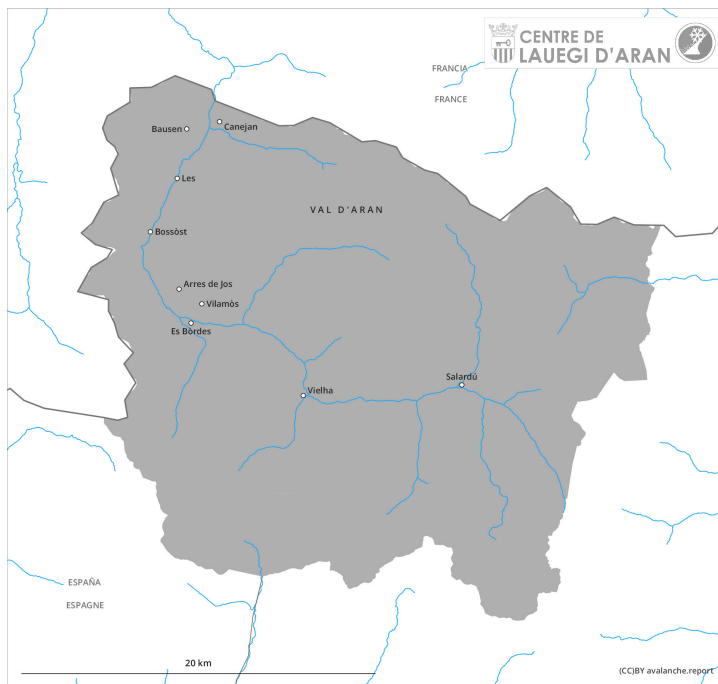 CENTRE DE
LAUEGI D'ARAN
FRANCIA
FRANCE
Bausen
Canejan
Les
VAL D'ARAN
Bossòst
Arres de Jos
Vilamòs
Es Bòrdes
Salardú
Vielha
ESPAÑA
ESPAGNE
20 km
(CC)BY avalanche.report